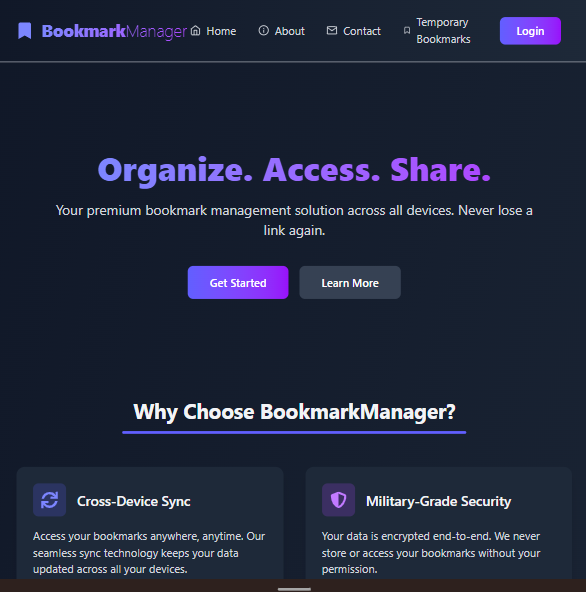 BookmarkManager
Home
About
Contact
Temporary
Bookmarks
Login
Organize. Access. Share.
Your premium bookmark management solution across all devices. Never lose a
link again.
Get Started
Learn More
Why Choose BookmarkManager?
Cross-Device Sync
Access your bookmarks anywhere, anytime. Our
seamless sync technology keeps your data
updated across all your devices.
Military-Grade Security
Your data is encrypted end-to-end. We never
store or access your bookmarks without your
permission.